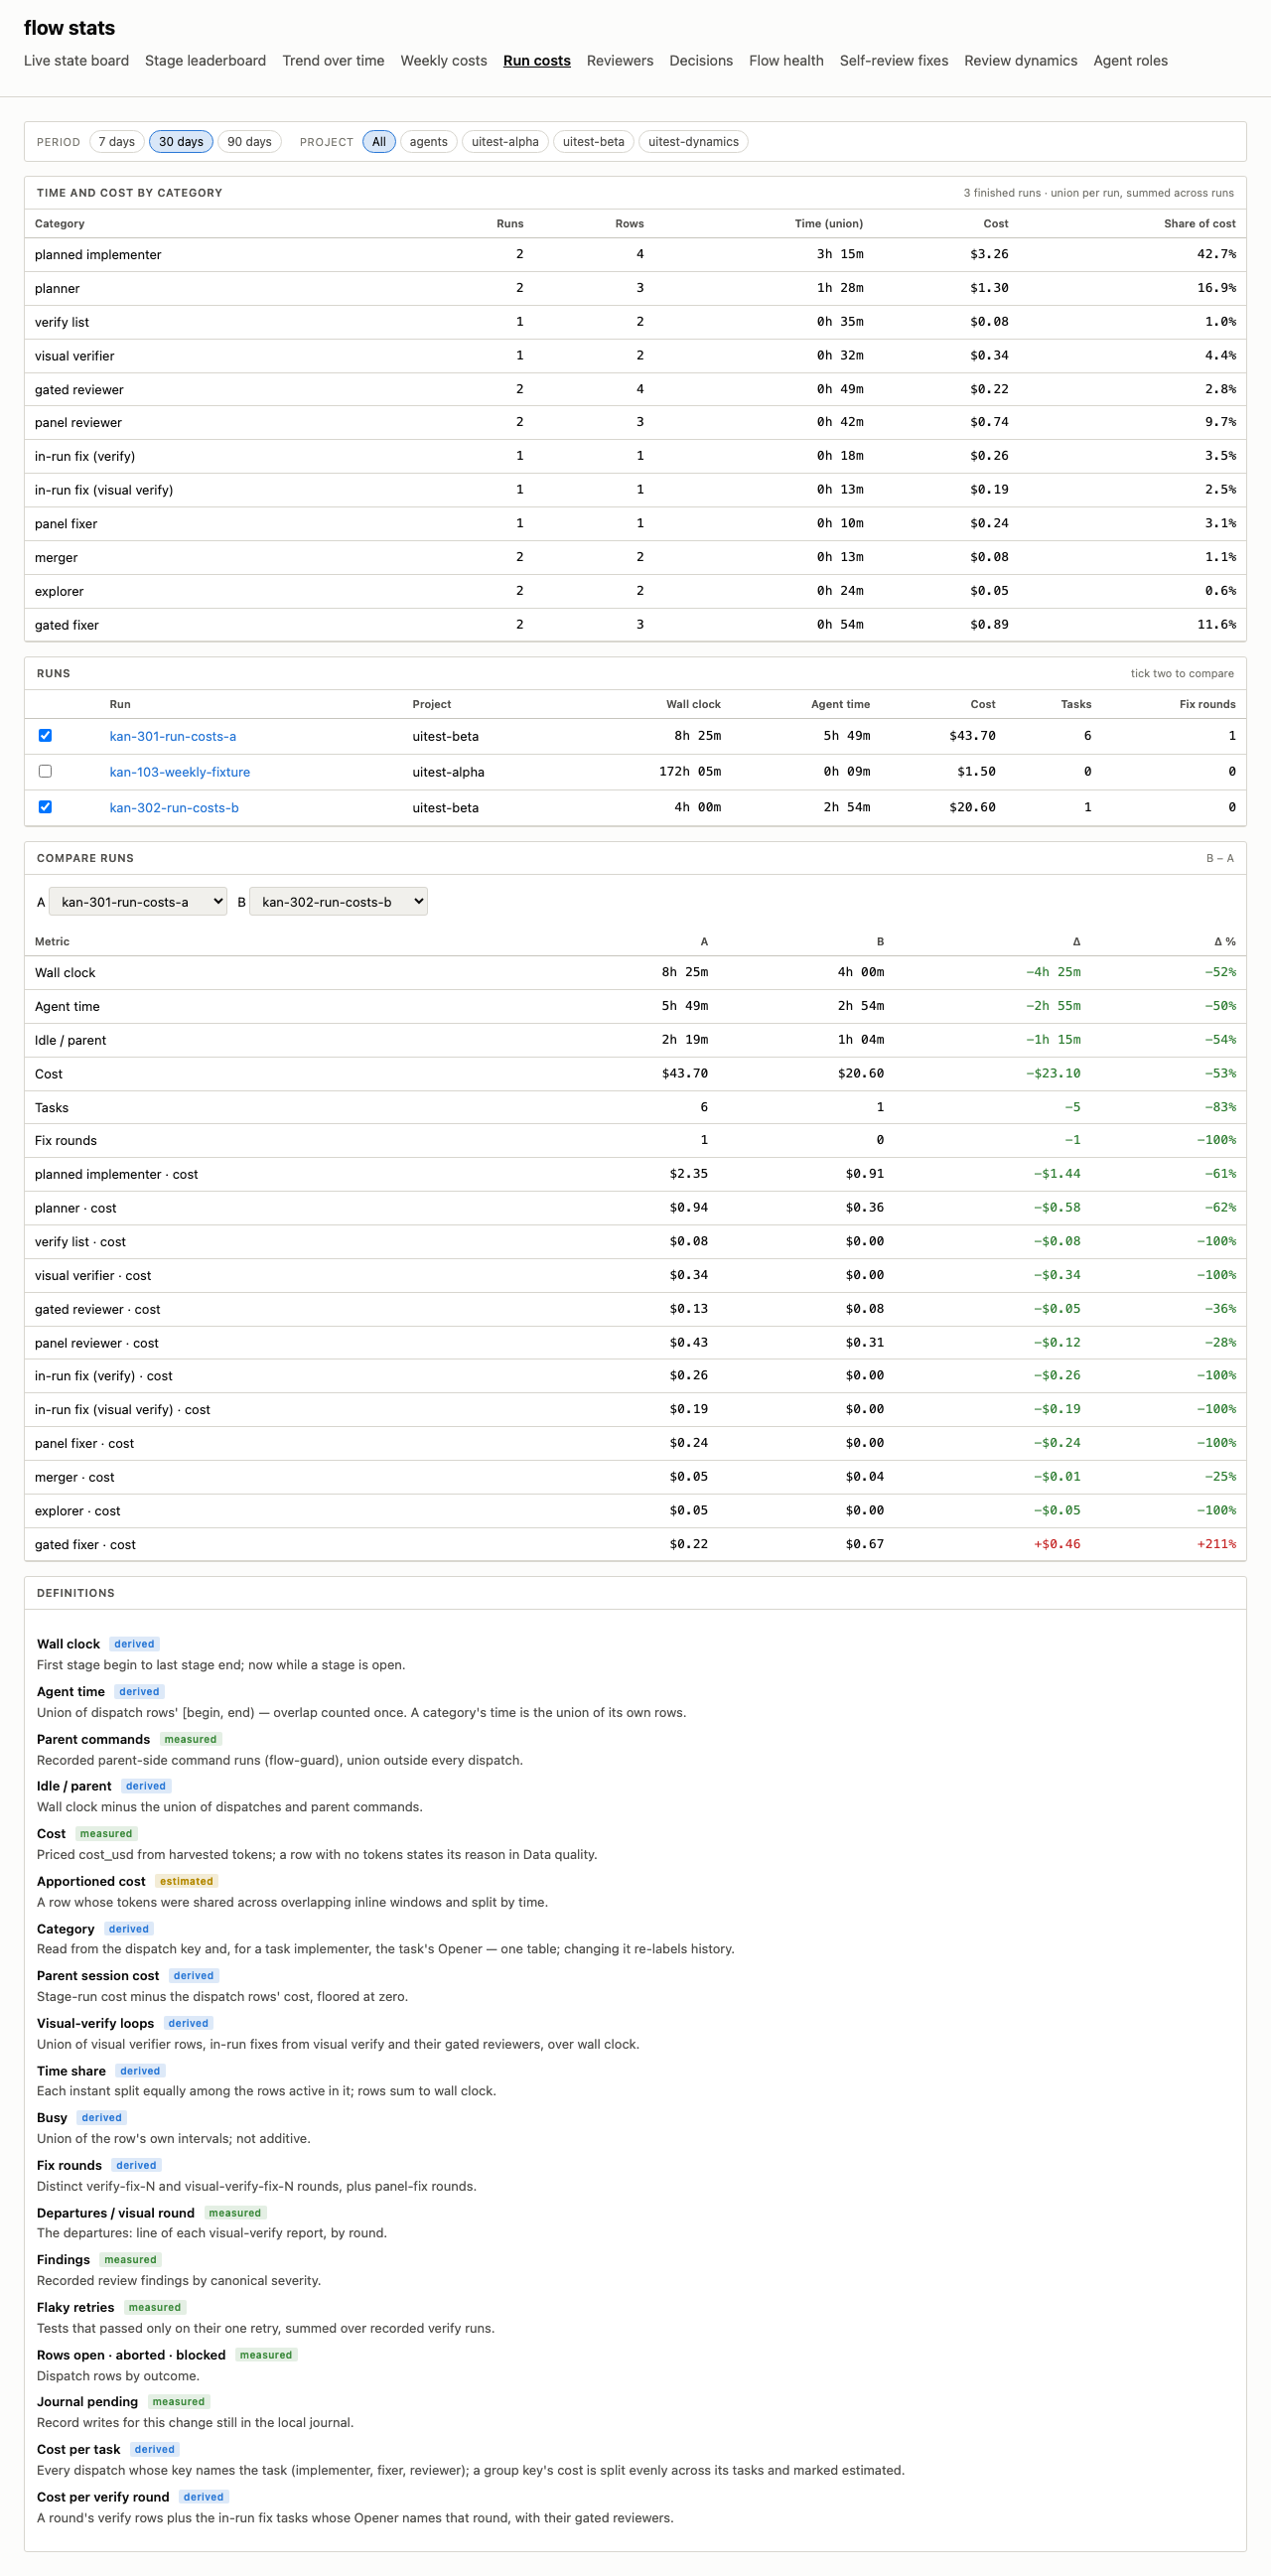 flow stats
Live state board Stage leaderboard Trend over time Weekly costs Run costs Reviewers Decisions Flow health Self-review fixes Review dynamics Agent roles
PERIOD 7 days 30 days 90 days PROJECT All agents uitest-alpha uitest-beta uitest-dynamics
TIME AND COST BY CATEGORY 3 finished runs · union per run, summed across runs
Category Runs Rows Time (union) Cost Share of cost
planned implementer 2 4 3h 15m $3.26 42.7%
planner 2 3 1h 28m $1.30 16.9%
verify list 1 2 0h 35m $0.08 1.0%
visual verifier 1 2 0h 32m $0.34 4.4%
gated reviewer 2 4 0h 49m $0.22 2.8%
panel reviewer 2 3 0h 42m $0.74 9.7%
in-run fix (verify) 1 1 0h 18m $0.26 3.5%
in-run fix (visual verify) 1 1 0h 13m $0.19 2.5%
panel fixer 1 1 0h 10m $0.24 3.1%
merger 2 2 0h 13m $0.08 1.1%
explorer 2 2 0h 24m $0.05 0.6%
gated fixer 2 3 0h 54m $0.89 11.6%
RUNS tick two to compare
Run Project Wall clock Agent time Cost Tasks Fix rounds
kan-301-run-costs-a uitest-beta 8h 25m 5h 49m $43.70 6 1
kan-103-weekly-fixture uitest-alpha 172h 05m 0h 09m $1.50 0 0
kan-302-run-costs-b uitest-beta 4h 00m 2h 54m $20.60 1 0
COMPARE RUNS B – A
A kan-301-run-costs-a B kan-302-run-costs-b
Metric A B Δ Δ %
Wall clock 8h 25m 4h 00m −4h 25m −52%
Agent time 5h 49m 2h 54m −2h 55m −50%
Idle / parent 2h 19m 1h 04m −1h 15m −54%
Cost $43.70 $20.60 −$23.10 −53%
Tasks 6 1 −5 −83%
Fix rounds 1 0 −1 −100%
planned implementer · cost $2.35 $0.91 −$1.44 −61%
planner · cost $0.94 $0.36 −$0.58 −62%
verify list · cost $0.08 $0.00 −$0.08 −100%
visual verifier · cost $0.34 $0.00 −$0.34 −100%
gated reviewer · cost $0.13 $0.08 −$0.05 −36%
panel reviewer · cost $0.43 $0.31 −$0.12 −28%
in-run fix (verify) · cost $0.26 $0.00 −$0.26 −100%
in-run fix (visual verify) · cost $0.19 $0.00 −$0.19 −100%
panel fixer · cost $0.24 $0.00 −$0.24 −100%
merger · cost $0.05 $0.04 −$0.01 −25%
explorer · cost $0.05 $0.00 −$0.05 −100%
gated fixer · cost $0.22 $0.67 +$0.46 +211%
DEFINITIONS
Wall clock derived
First stage begin to last stage end; now while a stage is open.
Agent time derived
Union of dispatch rows' [begin, end) — overlap counted once. A category's time is the union of its own rows.
Parent commands measured
Recorded parent-side command runs (flow-guard), union outside every dispatch.
Idle / parent derived
Wall clock minus the union of dispatches and parent commands.
Cost measured
Priced cost_usd from harvested tokens; a row with no tokens states its reason in Data quality.
Apportioned cost estimated
A row whose tokens were shared across overlapping inline windows and split by time.
Category derived
Read from the dispatch key and, for a task implementer, the task's Opener — one table; changing it re-labels history.
Parent session cost derived
Stage-run cost minus the dispatch rows' cost, floored at zero.
Visual-verify loops derived
Union of visual verifier rows, in-run fixes from visual verify and their gated reviewers, over wall clock.
Time share derived
Each instant split equally among the rows active in it; rows sum to wall clock.
Busy derived
Union of the row's own intervals; not additive.
Fix rounds derived
Distinct verify-fix-N and visual-verify-fix-N rounds, plus panel-fix rounds.
Departures / visual round measured
The departures: line of each visual-verify report, by round.
Findings measured
Recorded review findings by canonical severity.
Flaky retries measured
Tests that passed only on their one retry, summed over recorded verify runs.
Rows open · aborted · blocked measured
Dispatch rows by outcome.
Journal pending measured
Record writes for this change still in the local journal.
Cost per task derived
Every dispatch whose key names the task (implementer, fixer, reviewer); a group key's cost is split evenly across its tasks and marked estimated.
Cost per verify round derived
A round's verify rows plus the in-run fix tasks whose Opener names that round, with their gated reviewers.